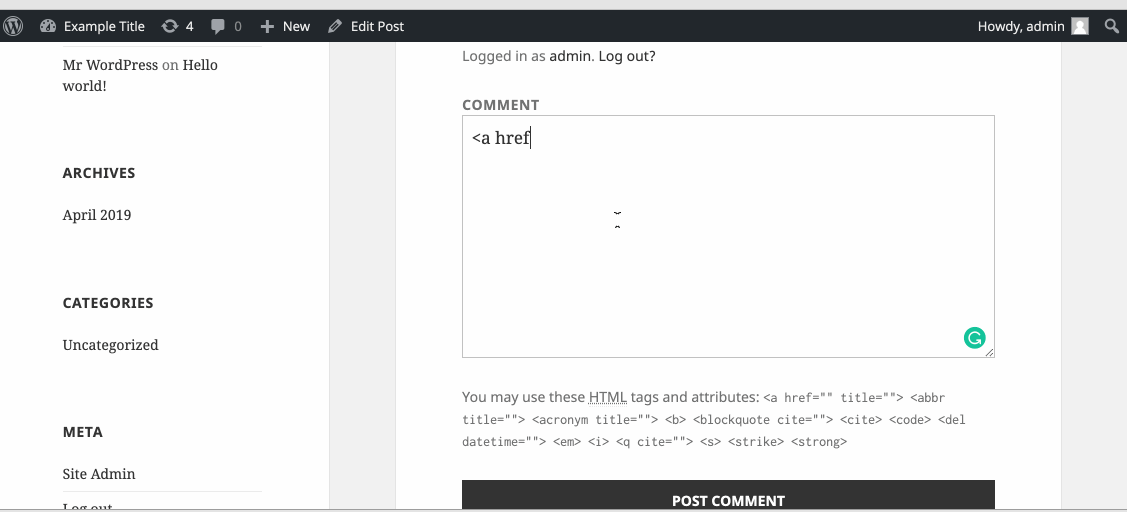 Example Title 4 0 New Edit Post Howdy, admin
Mr WordPress on Hello
world!
ARCHIVES
April 2019
CATEGORIES
Uncategorized
META
Site Admin
Log out
Logged in as admin. Log out?
COMMENT
<a href
You may use these HTML tags and attributes: <a href="" title=""> <abbr
title=""> <acronym title=""> <b> <blockquote cite=""> <cite> <code> <del
datetime=""> <em> <i> <q cite=""> <s> <strike> <strong>
POST COMMENT